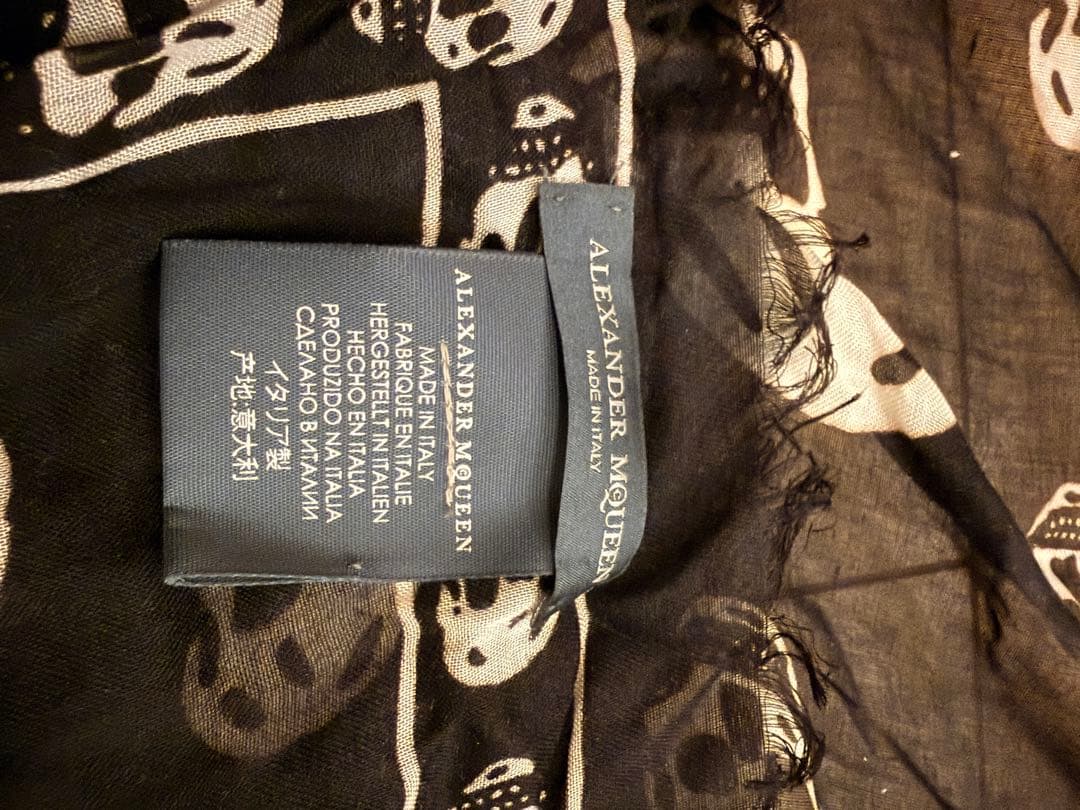 ALEXANDER McQUEEN
MADE IN ITALY
ALEXANDER McQUEEN
MADE IN ITALY
FABRIQUE EN ITALIE
HERGESTELLT IN ITALIEN
HECHO EN ITALIA
PRODUZIDO NA ITALIA
СДЕЛАНО В ИТАЛИИ
イタリア製
产地:意大利